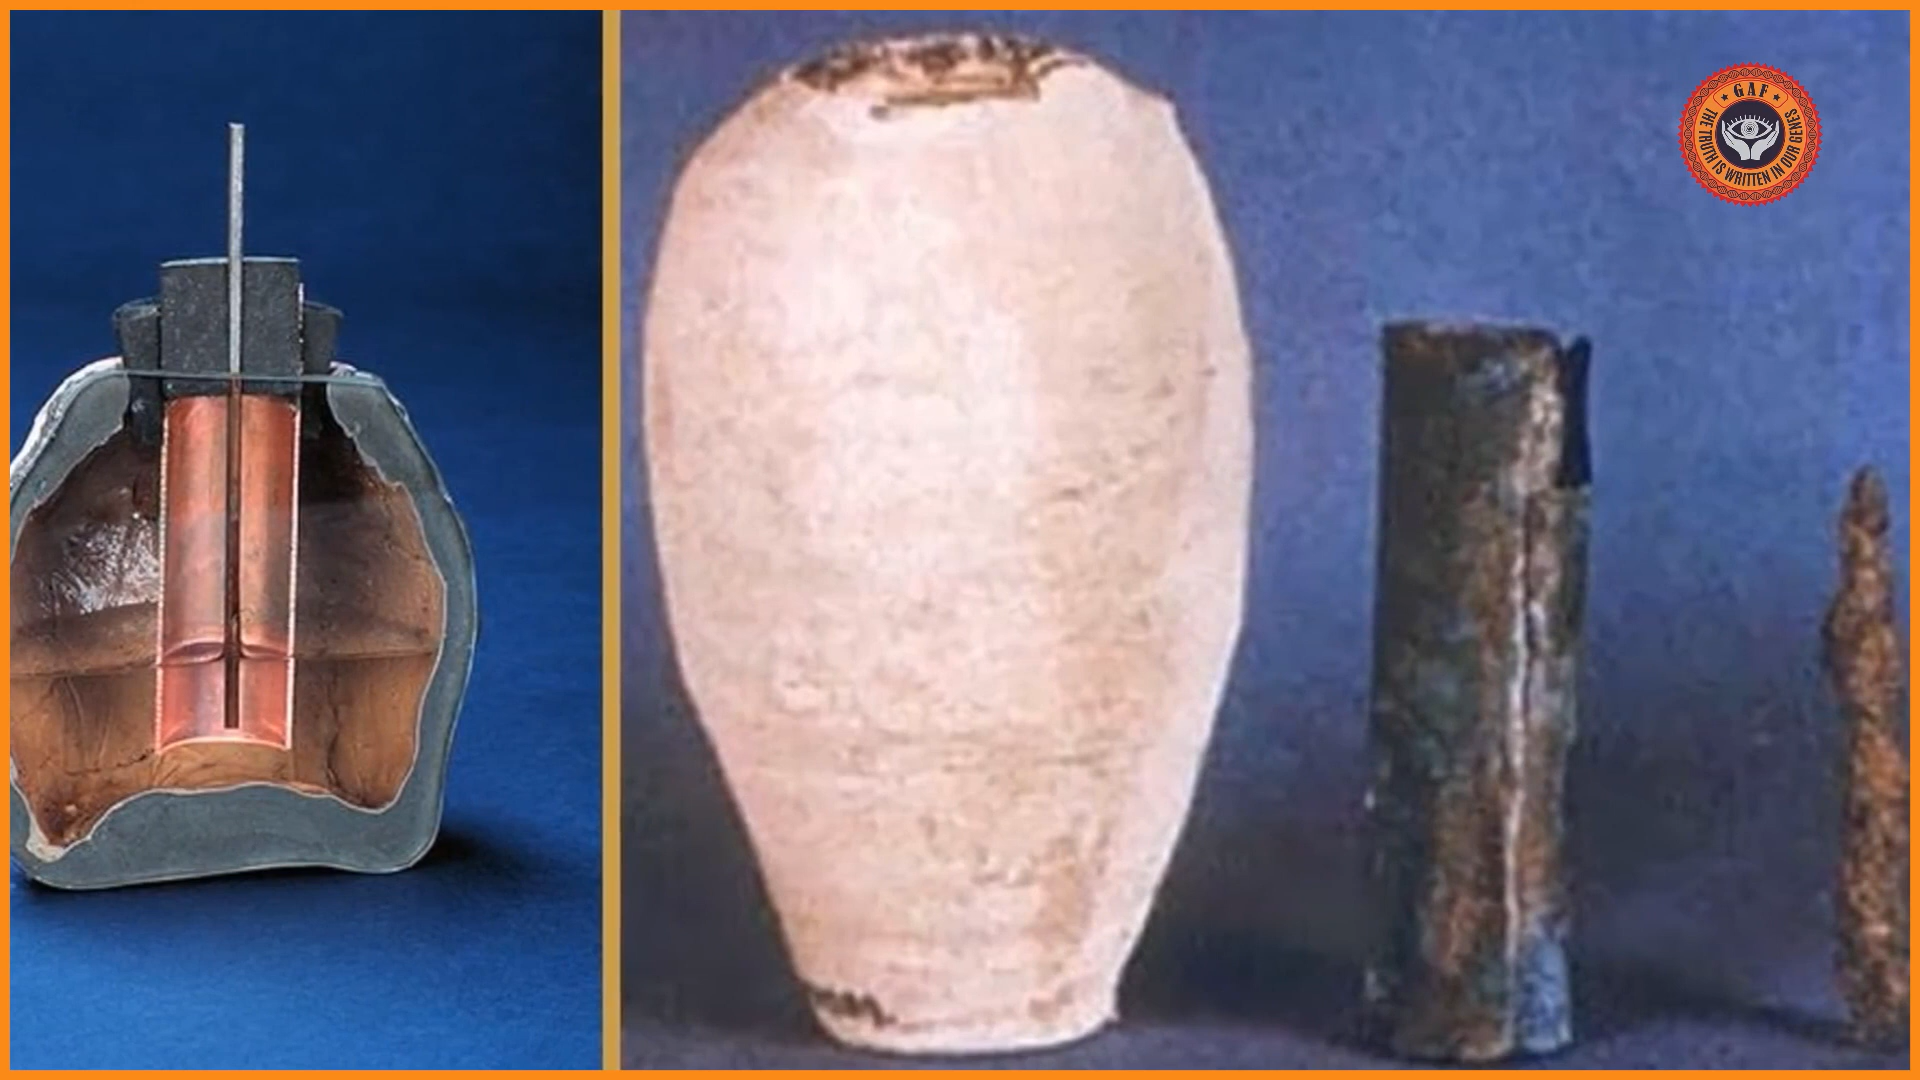 ★ GAF ★
THE TRUTH IS WRITTEN IN OUR GENES